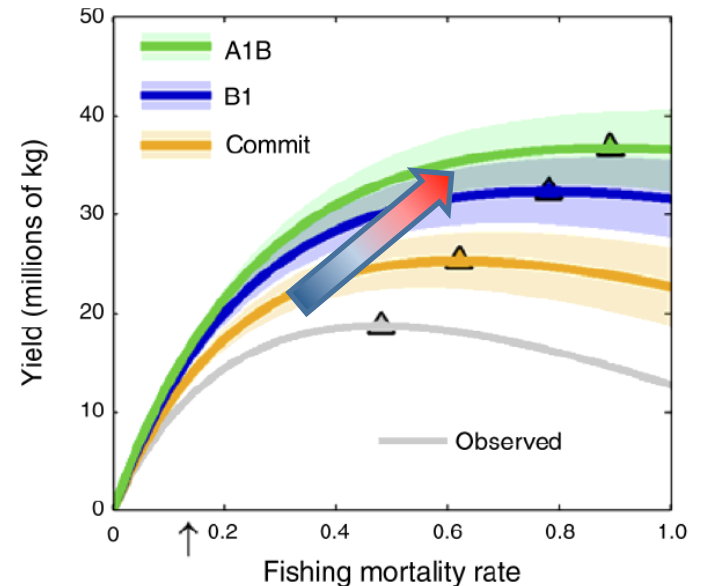 50
40
30
20
10
0
Yield (millions of kg)
A1B
B1
Commit
Observed
0 0.2 0.4 0.6 0.8 1.0
Fishing mortality rate